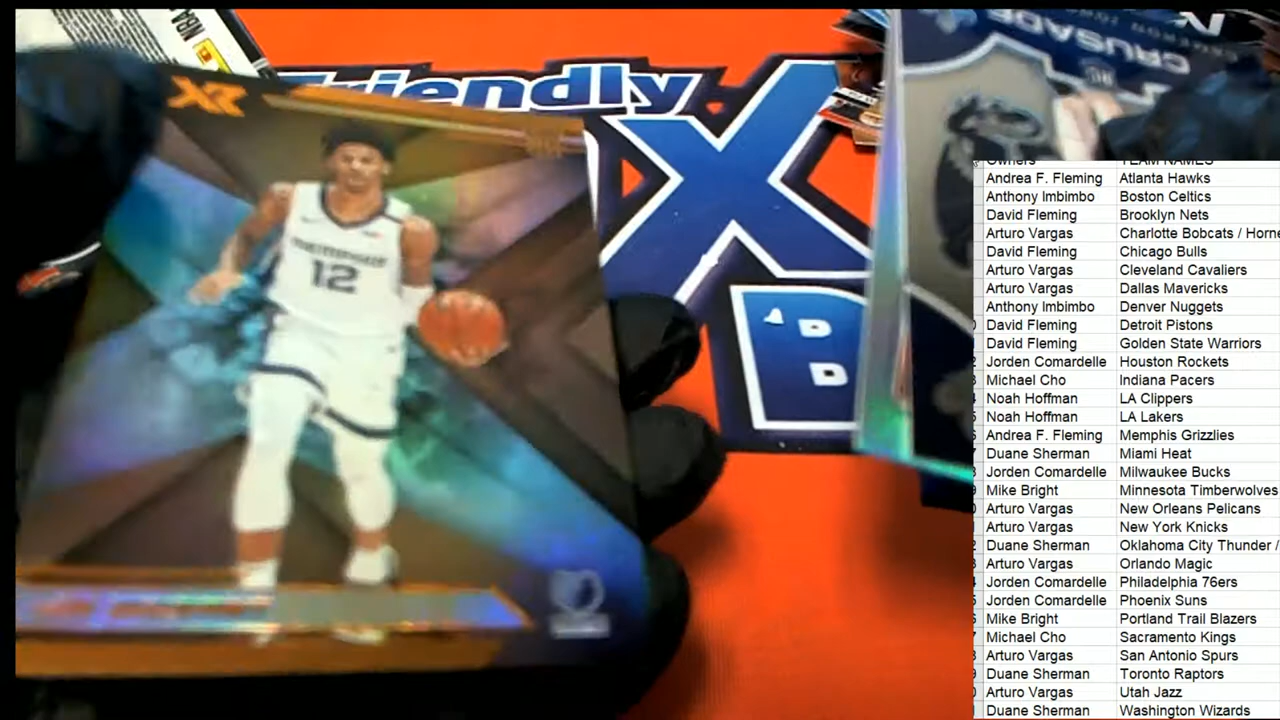 NBA
XR
Friendly
X
CRUSADE
MEMPHIS
12
Owners TEAM NAMES
Andrea F. Fleming Atlanta Hawks
Anthony Imbimbo Boston Celtics
David Fleming Brooklyn Nets
Arturo Vargas Charlotte Bobcats / Horne
David Fleming Chicago Bulls
Arturo Vargas Cleveland Cavaliers
Arturo Vargas Dallas Mavericks
Anthony Imbimbo Denver Nuggets
David Fleming Detroit Pistons
David Fleming Golden State Warriors
Jorden Comardelle Houston Rockets
Michael Cho Indiana Pacers
Noah Hoffman LA Clippers
Noah Hoffman LA Lakers
Andrea F. Fleming Memphis Grizzlies
Duane Sherman Miami Heat
Jorden Comardelle Milwaukee Bucks
Mike Bright Minnesota Timberwolves
Arturo Vargas New Orleans Pelicans
Arturo Vargas New York Knicks
Duane Sherman Oklahoma City Thunder /
Arturo Vargas Orlando Magic
Jorden Comardelle Philadelphia 76ers
Jorden Comardelle Phoenix Suns
Mike Bright Portland Trail Blazers
Michael Cho Sacramento Kings
Arturo Vargas San Antonio Spurs
Duane Sherman Toronto Raptors
Arturo Vargas Utah Jazz
Duane Sherman Washington Wizards